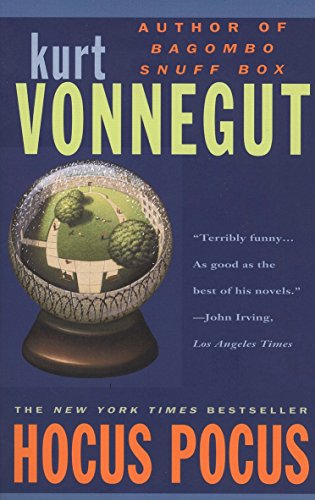 AUTHOR OF
BAGOMBO
SNUFF BOX
kurt
VONNEGUT
“Terribly funny...
As good as the
best of his novels.”
—John Irving,
Los Angeles Times
THE NEW YORK TIMES BESTSELLER
HOCUS POCUS